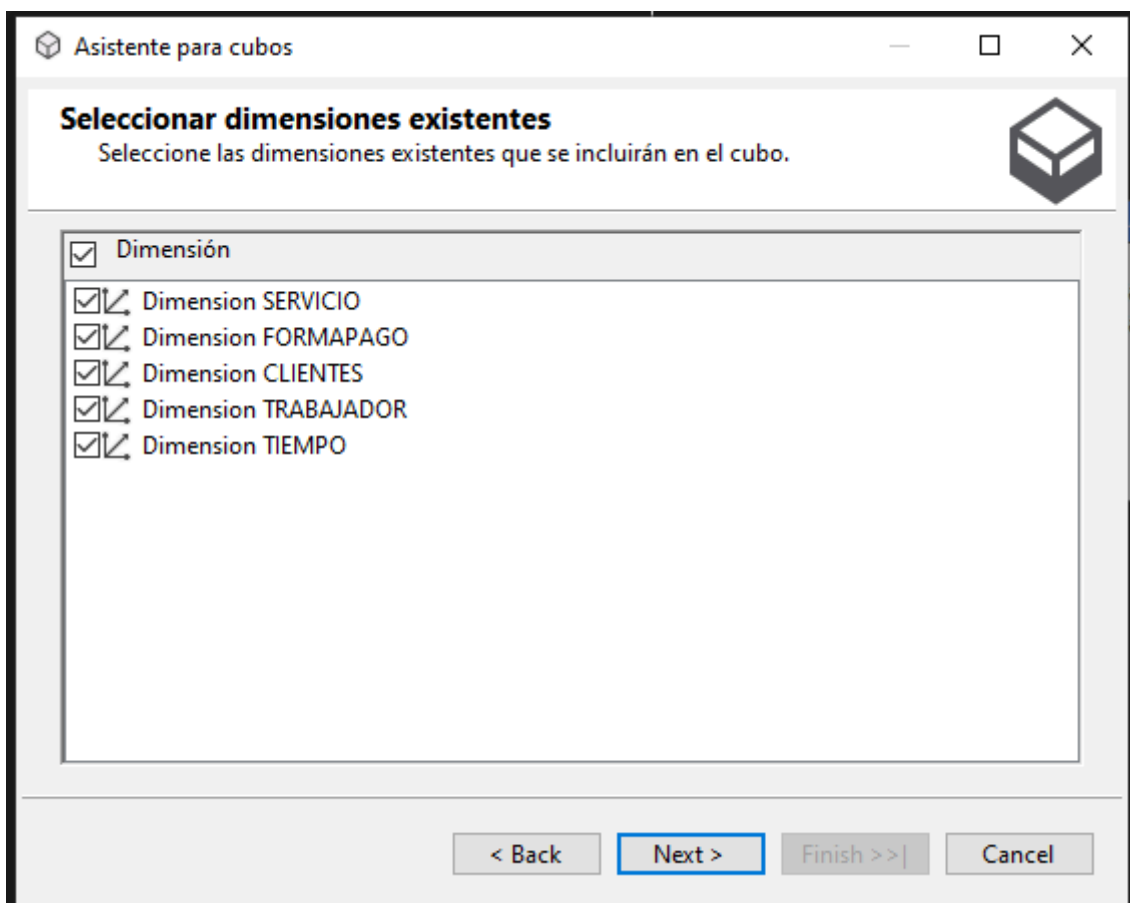 Asistente para cubos
Seleccionar dimensiones existentes
Seleccione las dimensiones existentes que se incluirán en el cubo.
Dimensión
Dimension SERVICIO
Dimension FORMAPAGO
Dimension CLIENTES
Dimension TRABAJADOR
Dimension TIEMPO
< Back Next > Finish >>| Cancel